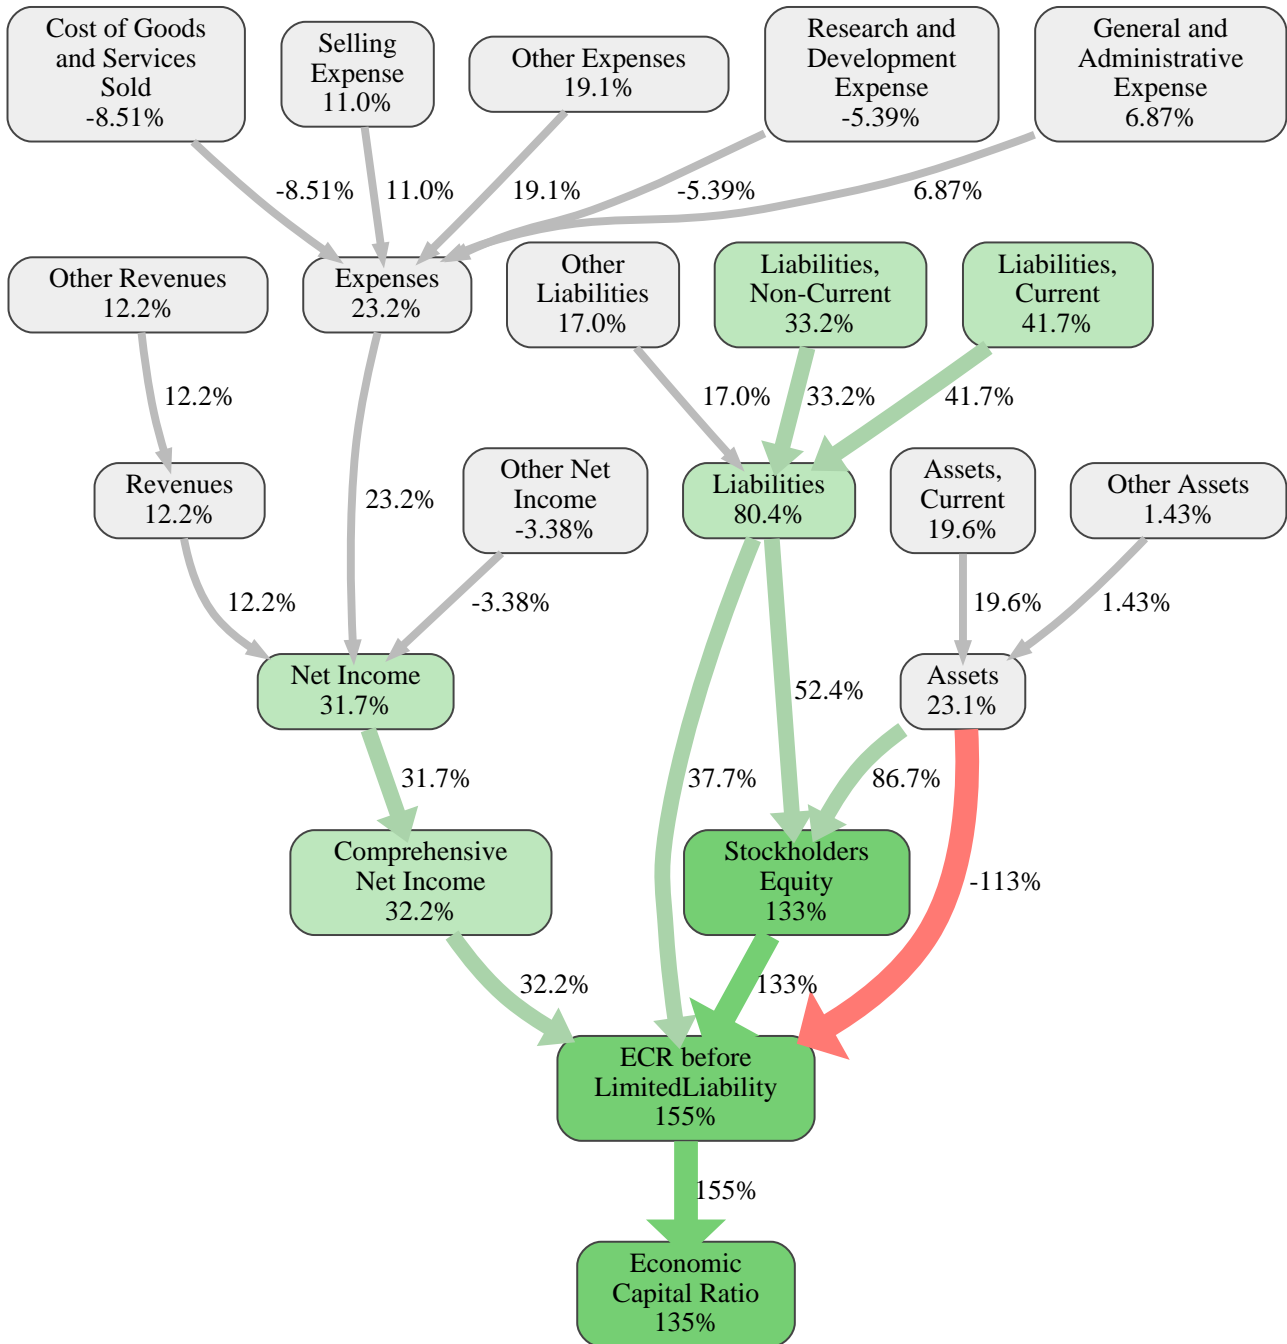 Cost of Goods
and Services
Sold
-8.51%
Selling
Expense
11.0%
Other Expenses
19.1%
Research and
Development
Expense
-5.39%
General and
Administrative
Expense
6.87%
-8.51%
11.0%
19.1%
-5.39%
6.87%
Other Revenues
12.2%
Expenses
23.2%
Other
Liabilities
17.0%
Liabilities,
Non-Current
33.2%
Liabilities,
Current
41.7%
12.2%
17.0%
33.2%
41.7%
Revenues
12.2%
23.2%
Other Net
Income
-3.38%
Liabilities
80.4%
Assets,
Current
19.6%
Other Assets
1.43%
12.2%
-3.38%
19.6%
1.43%
Net Income
31.7%
52.4%
Assets
23.1%
31.7%
37.7%
86.7%
Comprehensive
Net Income
32.2%
Stockholders
Equity
133%
-113%
32.2%
133%
ECR before
LimitedLiability
155%
155%
Economic
Capital Ratio
135%